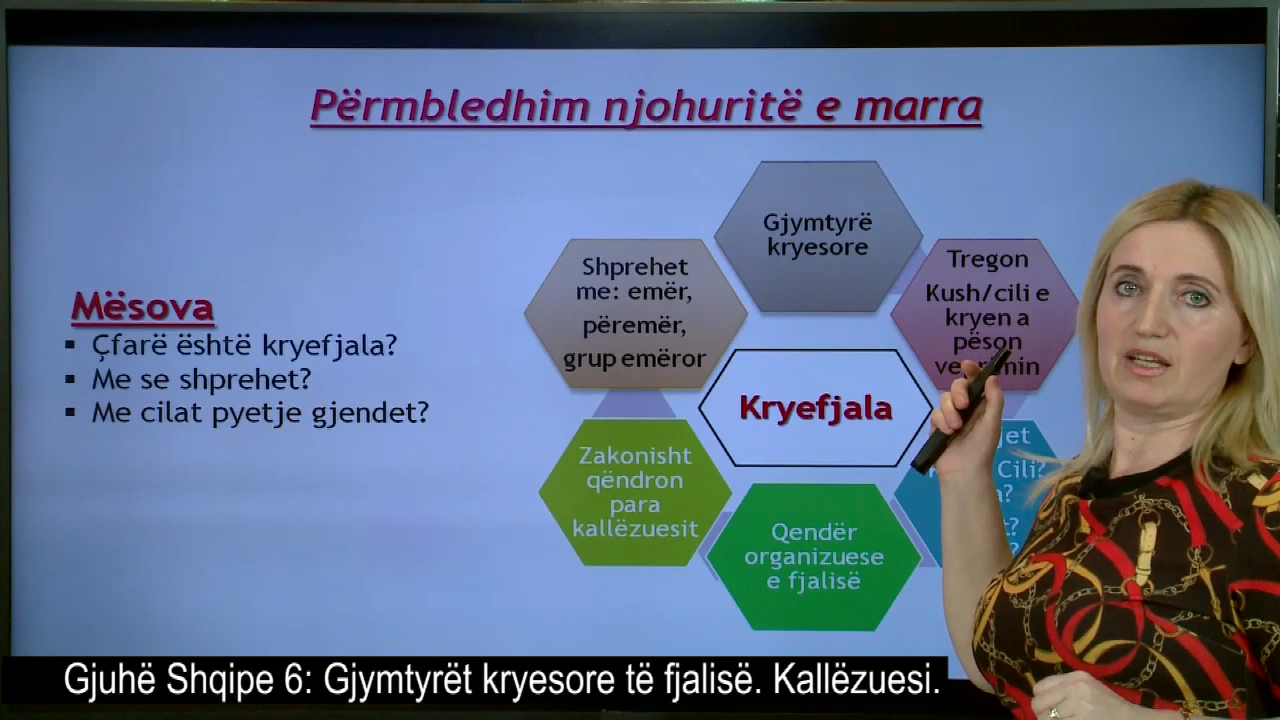 Përmbledhim njohuritë e marra
Mësova
Çfarë është kryefjala?
Me se shprehet?
Me cilat pyetje gjendet?
Gjymtyrë
kryesore
Shprehet
me: emër,
përemër,
grup emëror
Tregon
Kush/cili e
kryen a
pëson
Kryefjala
Zakonisht
qëndron
para
kallëzuesit
Qendër
organizuese
e fjalisë
Cili?
Gjuhë Shqipe 6: Gjymtyrët kryesore të fjalisë. Kallëzuesi.